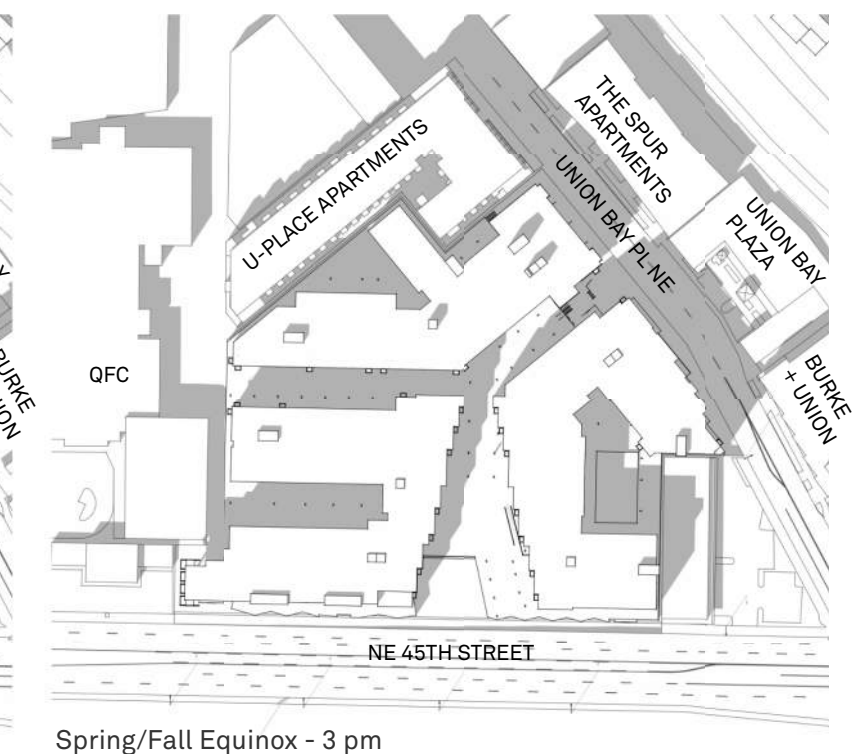 THE SPUR
APARTMENTS
U-PLACE APARTMENTS
UNION BAY PL NE
UNION BAY
PLAZA
QFC
BURKE
+ UNION
NE 45TH STREET
Spring/Fall Equinox - 3 pm